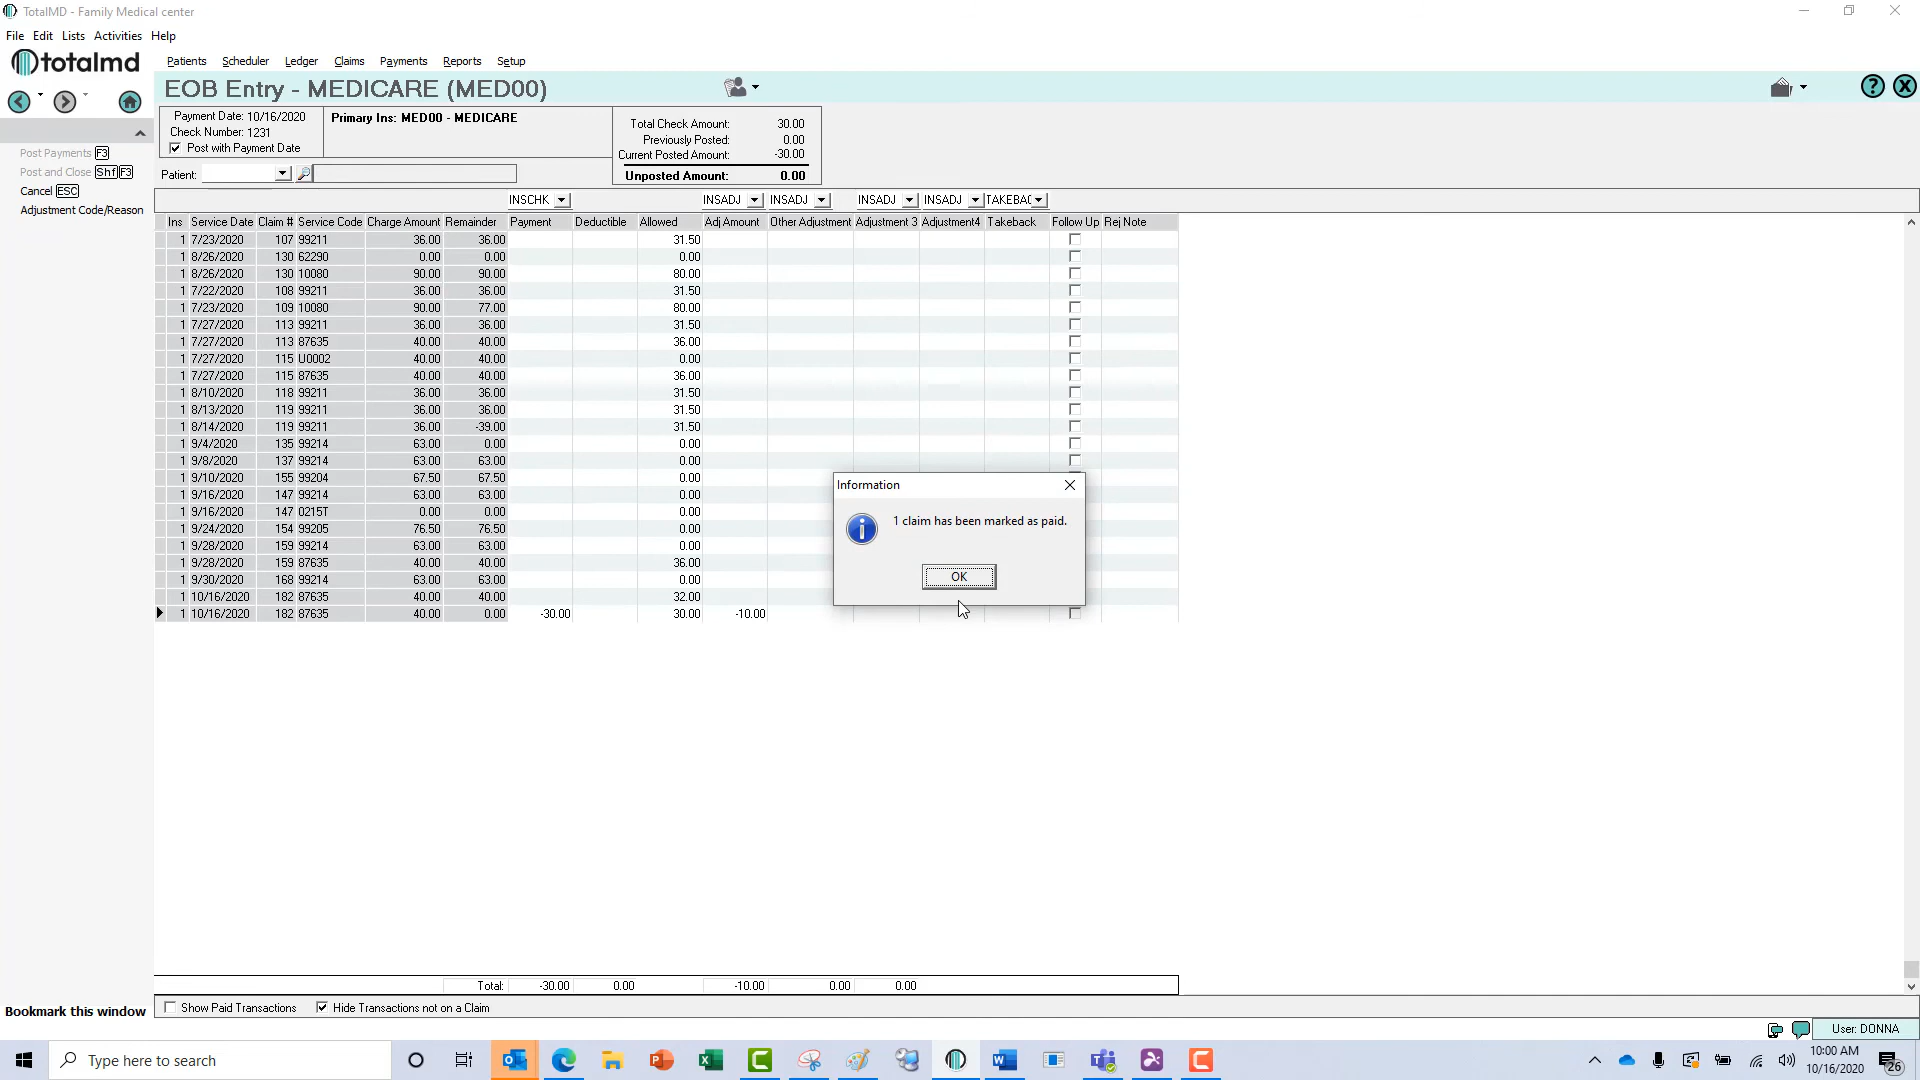 TotalMD - Family Medical center
File Edit Lists Activities Help
totalmd
Patients Scheduler Ledger Claims Payments Reports Setup
EOB Entry - MEDICARE (MED00)
Post Payments F3
Post and Close Shf F3
Cancel ESC
Adjustment Code/Reason
Payment Date: 10/16/2020
Check Number: 1231
Post with Payment Date
Primary Ins: MED00 - MEDICARE
Total Check Amount: 30.00
Previously Posted: 0.00
Current Posted Amount: -30.00
Unposted Amount: 0.00
Patient:
INSCHK INSADJ INSADJ INSADJ INSADJ TAKEBAC
Ins Service Date Claim # Service Code Charge Amount Remainder Payment Deductible Allowed Adj Amount Other Adjustment Adjustment 3 Adjustment4 Takeback Follow Up Rej Note
1 7/23/2020 107 99211 36.00 36.00 31.50
1 8/26/2020 130 62290 0.00 0.00 0.00
1 8/26/2020 130 10080 90.00 90.00 80.00
1 7/22/2020 108 99211 36.00 36.00 31.50
1 7/23/2020 109 10080 90.00 77.00 80.00
1 7/27/2020 113 99211 36.00 36.00 31.50
1 7/27/2020 113 87635 40.00 40.00 36.00
1 7/27/2020 115 U0002 40.00 40.00 0.00
1 7/27/2020 115 87635 40.00 40.00 36.00
1 8/10/2020 118 99211 36.00 36.00 31.50
1 8/13/2020 119 99211 36.00 36.00 31.50
1 8/14/2020 119 99211 36.00 -39.00 31.50
1 9/4/2020 135 99214 63.00 0.00 0.00
1 9/8/2020 137 99214 63.00 63.00 0.00
1 9/10/2020 155 99204 67.50 67.50 0.00
1 9/16/2020 147 99214 63.00 63.00 0.00
1 9/16/2020 147 0215T 0.00 0.00 0.00
1 9/24/2020 154 99205 76.50 76.50 0.00
1 9/28/2020 159 99214 63.00 63.00 0.00
1 9/28/2020 159 87635 40.00 40.00 36.00
1 9/30/2020 168 99214 63.00 63.00 0.00
1 10/16/2020 182 87635 40.00 40.00 32.00
1 10/16/2020 182 87635 40.00 0.00 -30.00 30.00 -10.00
Information
1 claim has been marked as paid.
OK
Total: -30.00 0.00 -10.00 0.00 0.00
Bookmark this window
Show Paid Transactions Hide Transactions not on a Claim
User: DONNA
Type here to search
10:00 AM
10/16/2020
26